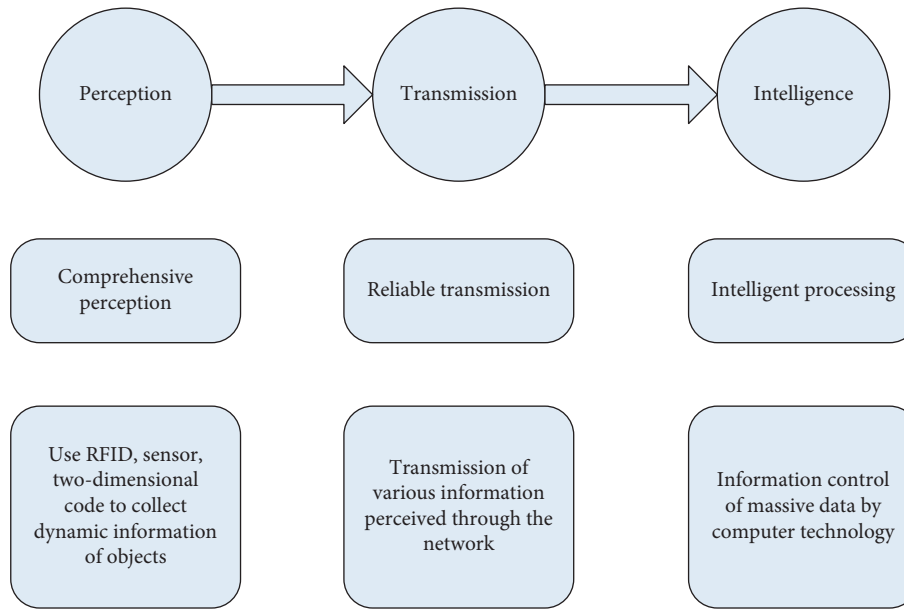 Perception
Transmission
Intelligence
Comprehensive
perception
Reliable transmission
Intelligent processing
Use RFID, sensor,
two-dimensional
code to collect
dynamic information
of objects
Transmission of
various information
perceived through the
network
Information control
of massive data by
computer technology